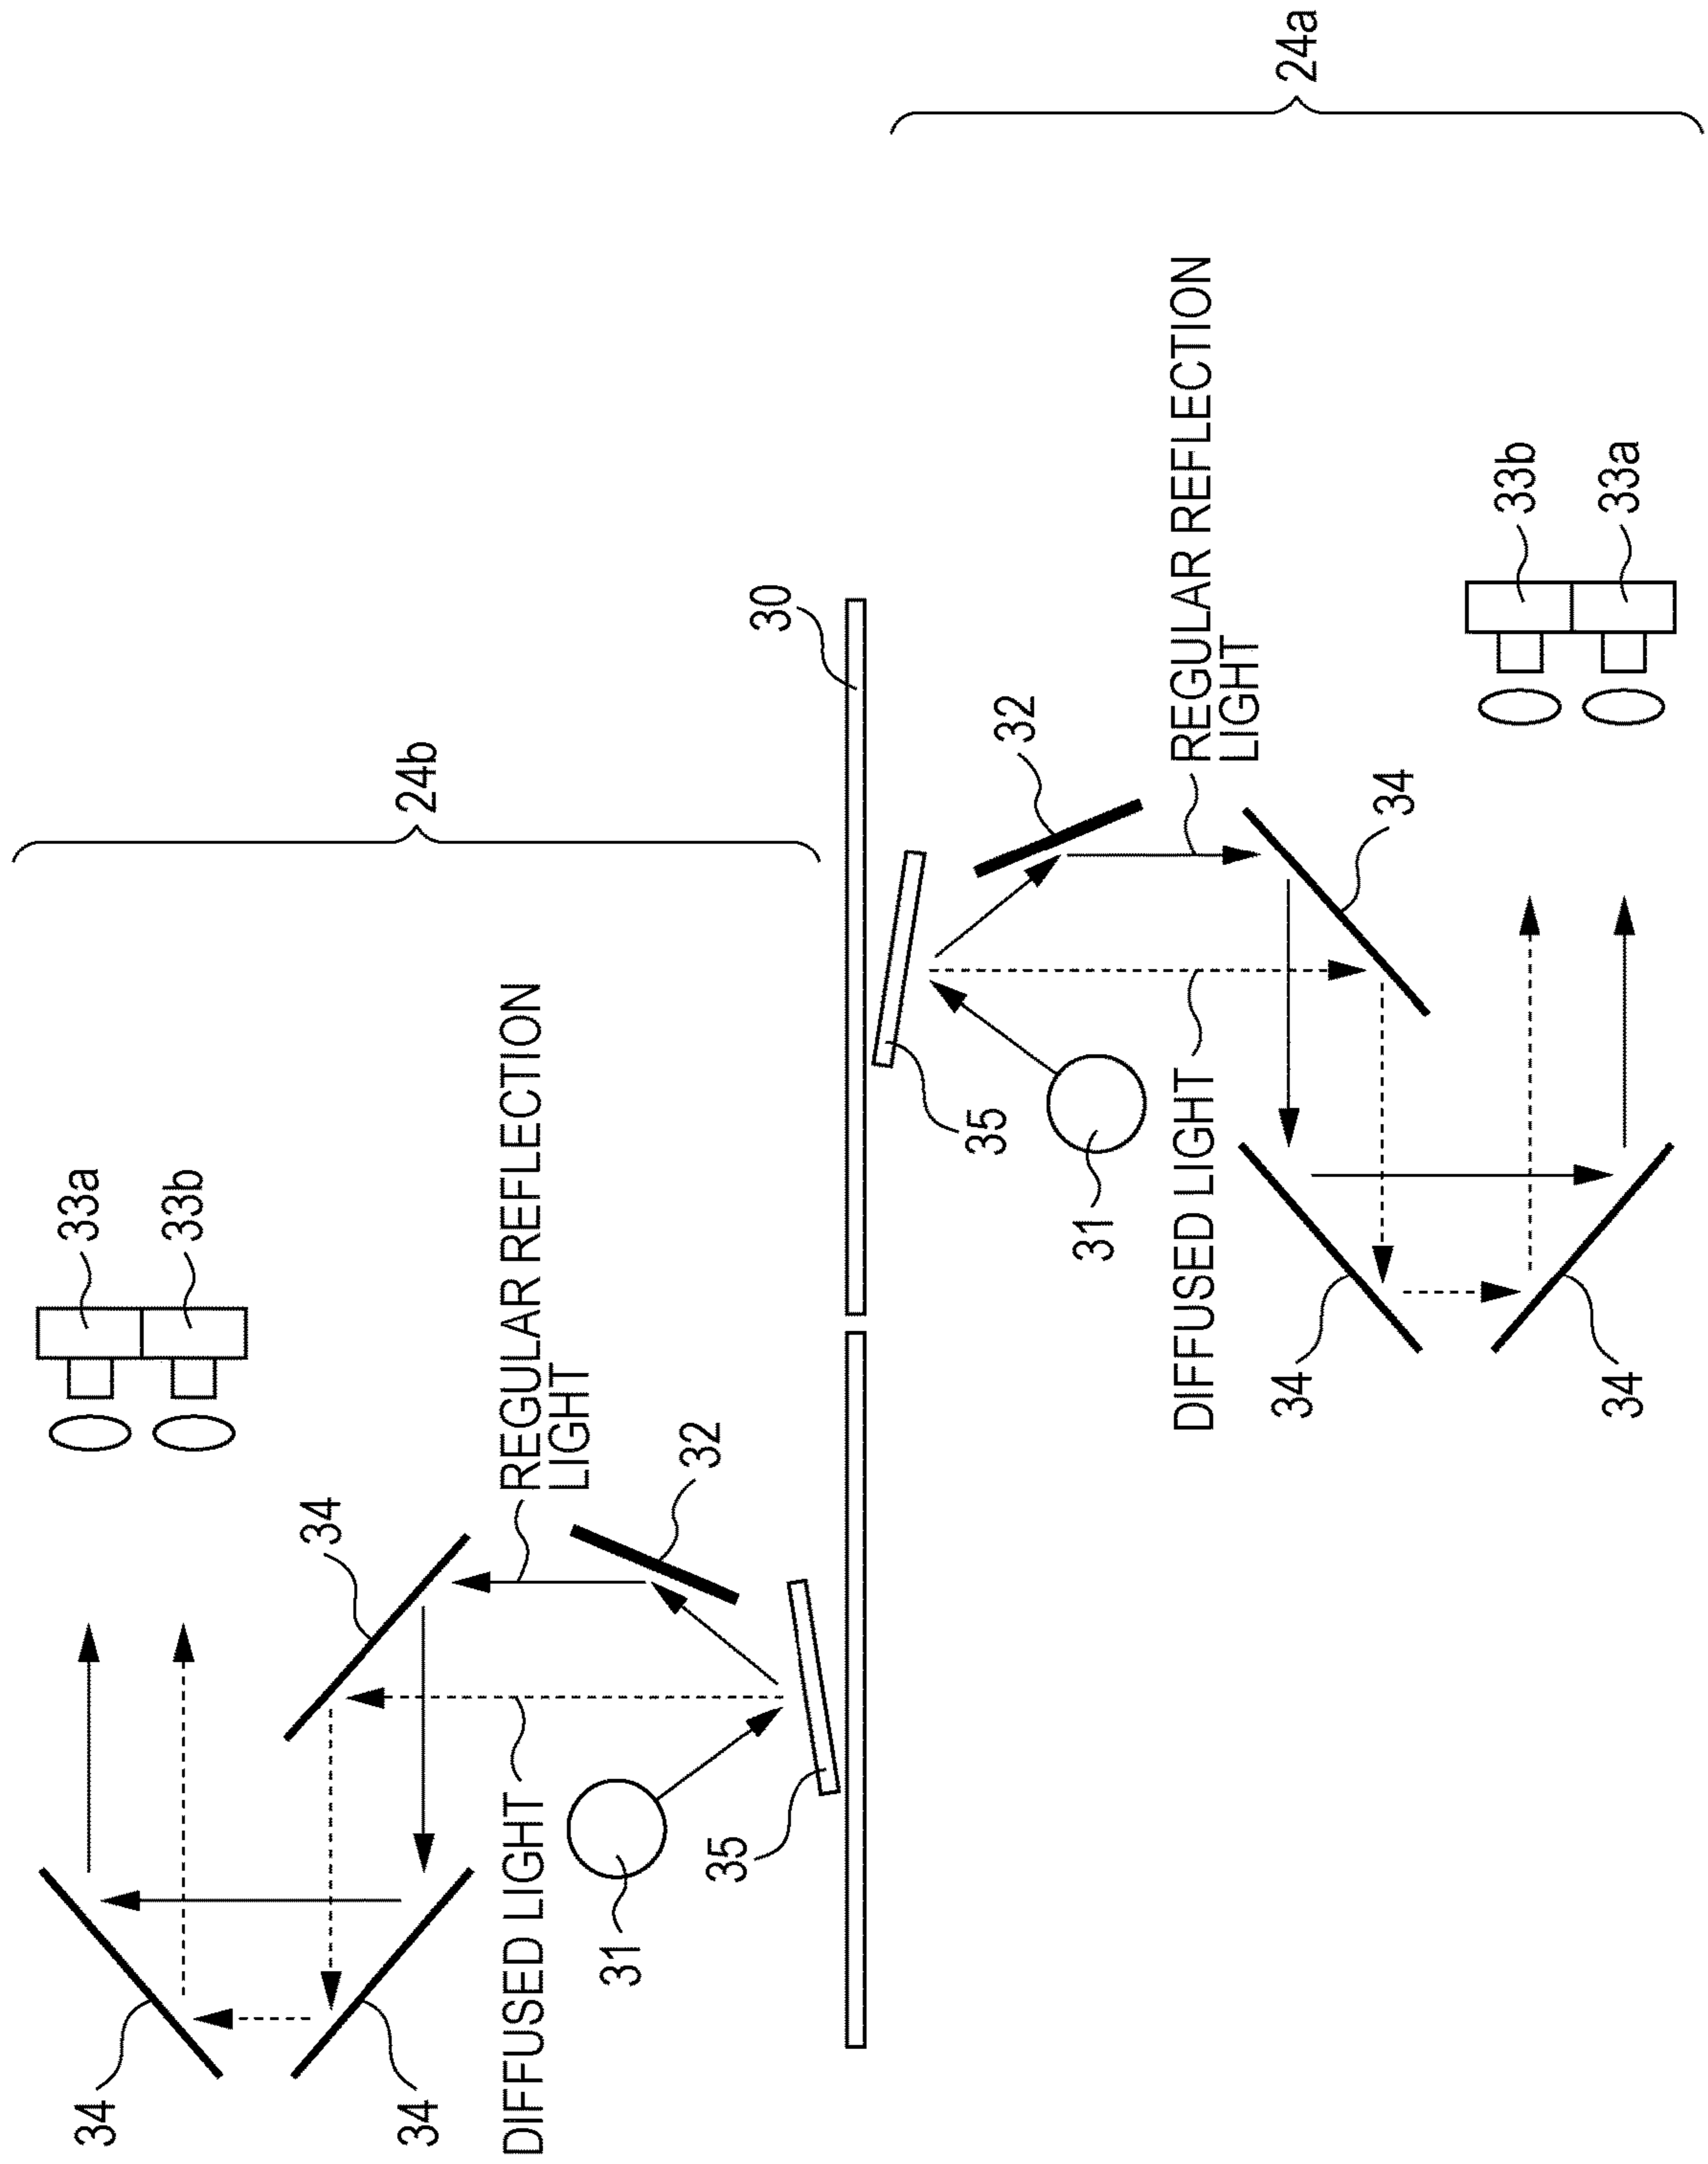 24a
24b
30
33a
33b
REGULAR REFLECTION
LIGHT
34
32
DIFFUSED LIGHT
31
35
34
34
REGULAR REFLECTION
LIGHT
32
34
33b
33a
35
31
DIFFUSED LIGHT
34
34